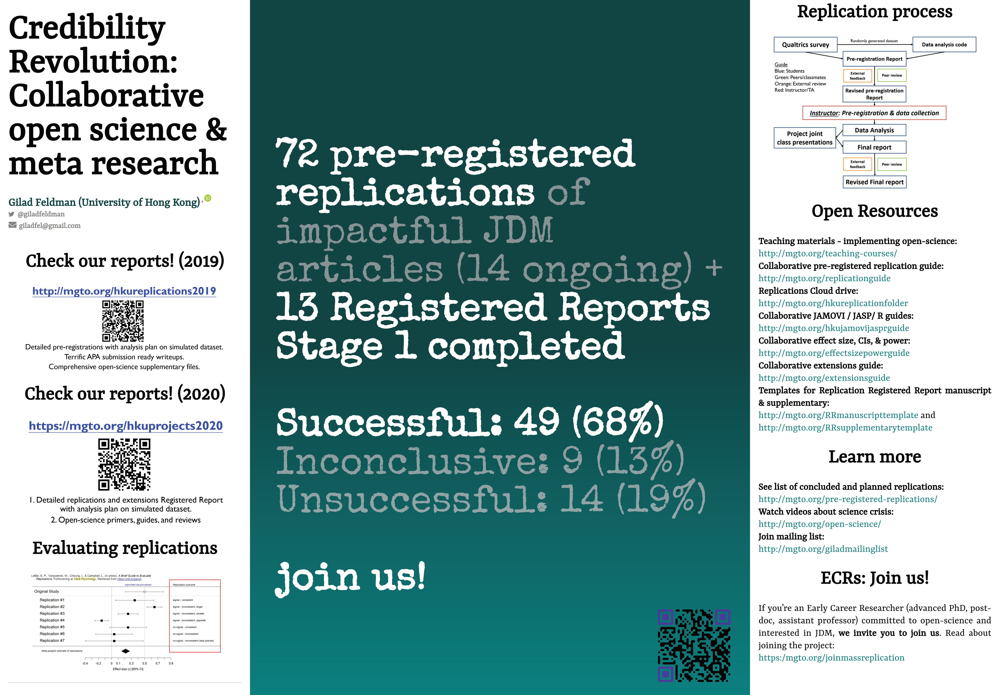 Credibility
Revolution:
Collaborative
open science &
meta research
Gilad Feldman (University of Hong Kong),
@giladfeldman
giladfel@gmail.com
Check our reports! (2019)
http://mgto.org/hkureplications2019
Detailed pre-registrations with analysis plan on simulated dataset.
Terrific APA submission ready writeups.
Comprehensive open-science supplementary files.
Check our reports! (2020)
https://mgto.org/hkuprojects2020
1. Detailed replications and extensions Registered Report
with analysis plan on simulated dataset.
2. Open-science primers, guides, and reviews
Evaluating replications
LeBel, E. P., Vanpaemel, W., Cheung, I., & Campbell, L. (in press). A Brief Guide to Evaluate
Replications. Forthcoming at Meta-Psychology. Retrieved from https://osf.io/paxyn
original effect size point estimate
Replication outcome
Original Study
Replication #1 signal - consistent
Replication #2 signal - inconsistent, larger
Replication #3 signal - inconsistent, smaller
Replication #4 signal - inconsistent, opposite
Replication #5 no signal - consistent
Replication #6 no signal - inconsistent
Replication #7 no signal - inconsistent (less precise)
Meta-analytic estimate of replications
-0.4 -0.2 0 0.1 0.3 0.5 0.7 0.9
Effect size (r) [95% CI]
72 pre-registered
replications of
impactful JDM
articles (14 ongoing) +
13 Registered Reports
Stage 1 completed
Successful: 49 (68%)
Inconclusive: 9 (13%)
Unsuccessful: 14 (19%)
join us!
Replication process
Qualtrics survey
Randomly generated dataset
Data analysis code
Pre-registration Report
Guide
Blue: Students
Green: Peers/classmates
Orange: External review
Red: Instructor/TA
External
feedback
Peer review
Revised pre-registration
Report
Instructor: Pre-registration & data collection
Project joint
class presentations
Data Analysis
Final report
External
feedback
Peer review
Revised Final report
Open Resources
Teaching materials - implementing open-science:
http://mgto.org/teaching-courses/
Collaborative pre-registered replication guide:
http://mgto.org/replicationguide
Replications Cloud drive:
http://mgto.org/hkureplicationfolder
Collaborative JAMOVI / JASP/ R guides:
http://mgto.org/hkujamovijasprguide
Collaborative effect size, CIs, & power:
http://mgto.org/effectsizepowerguide
Collaborative extensions guide:
http://mgto.org/extensionsguide
Templates for Replication Registered Report manuscript
& supplementary:
http://mgto.org/RRmanuscripttemplate and
http://mgto.org/RRsupplementarytemplate
Learn more
See list of concluded and planned replications:
http://mgto.org/pre-registered-replications/
Watch videos about science crisis:
http://mgto.org/open-science/
Join mailing list:
http://mgto.org/giladmailinglist
ECRs: Join us!
If you're an Early Career Researcher (advanced PhD, post-
doc, assistant professor) committed to open-science and
interested in JDM, we invite you to join us. Read about
joining the project:
https:/mgto.org/joinmassreplication